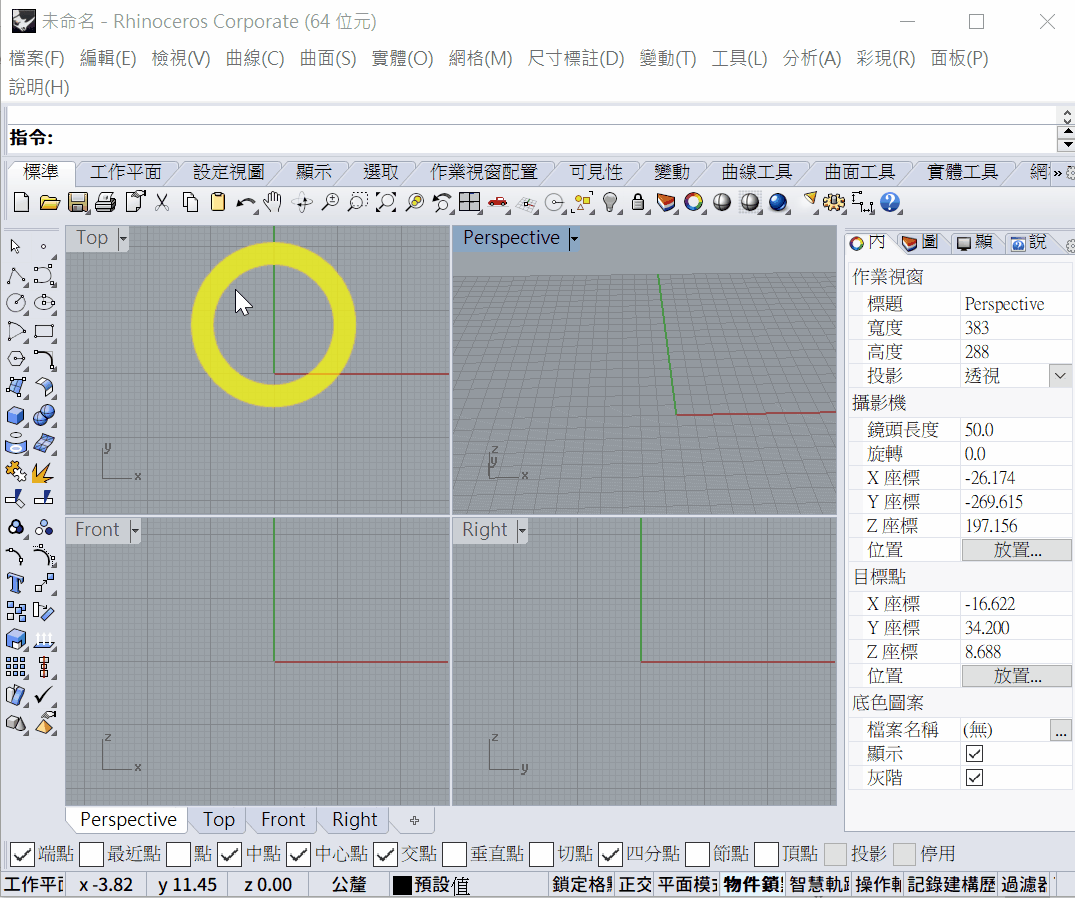 未命名 - Rhinoceros Corporate (64 位元)
檔案(F) 編輯(E) 檢視(V) 曲線(C) 曲面(S) 實體(O) 網格(M) 尺寸標註(D) 變動(T) 工具(L) 分析(A) 彩現(R) 面板(P)
說明(H)
指令:
標準 工作平面 設定視圖 顯示 選取 作業視窗配置 可見性 變動 曲線工具 曲面工具 實體工具 網 »
Top
Perspective
內 圖 顯 說
作業視窗
標題 Perspective
寬度 383
高度 288
投影 透視
攝影機
鏡頭長度 50.0
旋轉 0.0
X 座標 -26.174
Y 座標 -269.615
Z 座標 197.156
位置 放置...
目標點
X 座標 -16.622
Y 座標 34.200
Z 座標 8.688
位置 放置...
底色圖案
檔案名稱 (無) ...
顯示
灰階
y
x
z
y
x
Front
Right
z
x
z
y
Perspective Top Front Right
端點 最近點 點 中點 中心點 交點 垂直點 切點 四分點 節點 頂點 投影 停用
工作平 x -3.82 y 11.45 z 0.00 公釐 預設值 鎖定格 正交 平面模 物件鎖 智慧軌 操作 記錄建構歷 過濾器